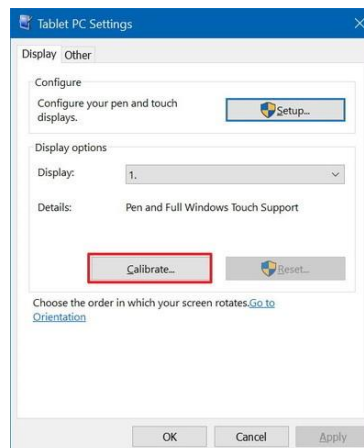 Tablet PC Settings
Display Other
Configure
Configure your pen and touch
displays.
Setup...
Display options
Display:
1.
Details:
Pen and Full Windows Touch Support
Calibrate...
Reset...
Choose the order in which your screen rotates.Go to
Orientation
OK
Cancel
Apply